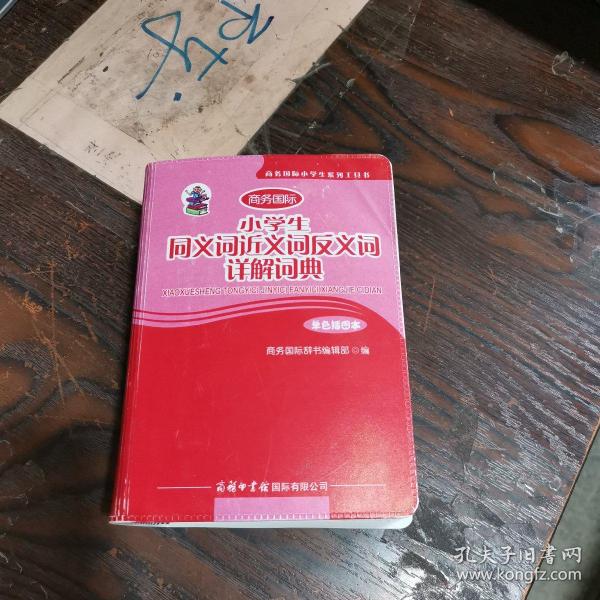 商务国际小学生系列工具书
商务国际
小学生
同义词近义词反义词
详解词典
XIAOXUESHENG TONGYICI JINYICI FANYICI XIANGJIE CIDIAN
单色插图本
商务国际辞书编辑部 ◎ 编
商务印书馆国际有限公司
孔夫子旧书网
www.kongfz.com